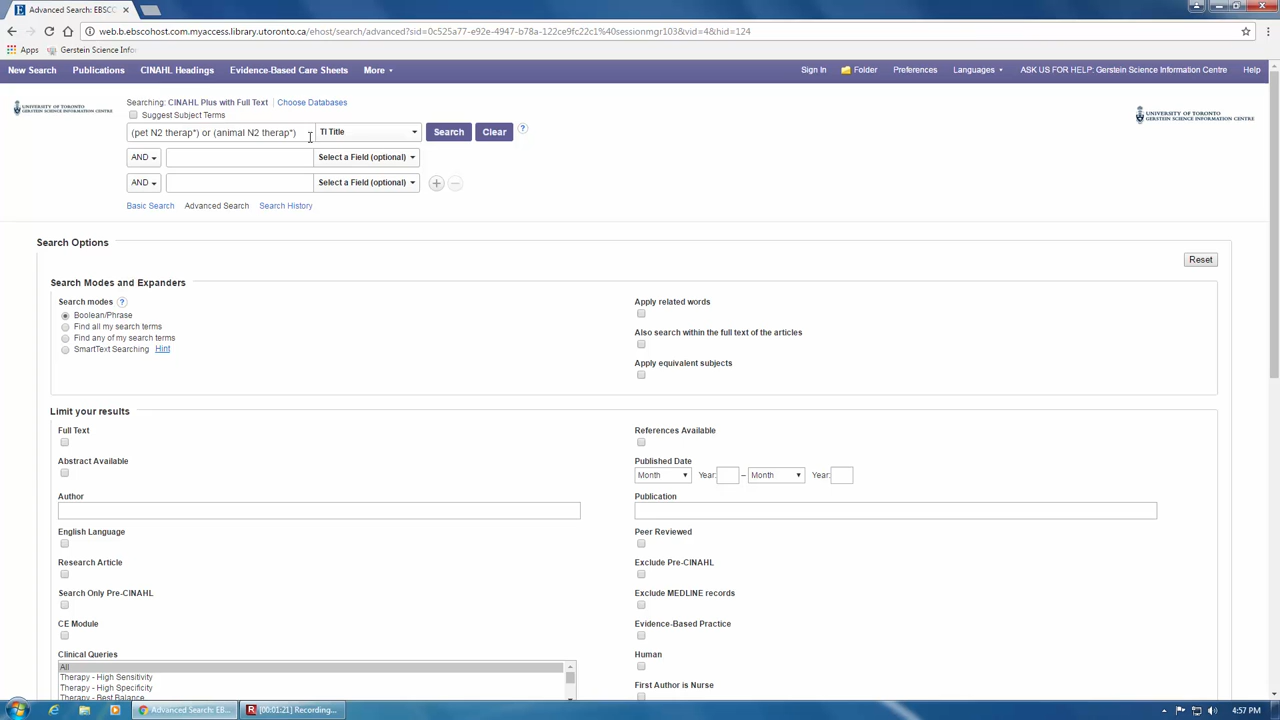 Advanced Search: EBSCO
web.b.ebscohost.com.myaccess.library.utoronto.ca/ehost/search/advanced?sid=0c525a77-e92e-4947-b78a-122ce9fc22c1%40sessionmgr103&vid=4&hid=124
Apps Gerstein Science Infor
New Search Publications CINAHL Headings Evidence-Based Care Sheets More Sign In Folder Preferences Languages ASK US FOR HELP: Gerstein Science Information Centre Help
UNIVERSITY OF TORONTO
GERSTEIN SCIENCE INFORMATION CENTRE
Searching: CINAHL Plus with Full Text Choose Databases
Suggest Subject Terms
UNIVERSITY OF TORONTO
GERSTEIN SCIENCE INFORMATION CENTRE
(pet N2 therap*) or (animal N2 therap*) TI Title Search Clear ?
AND Select a Field (optional)
AND Select a Field (optional)
Basic Search Advanced Search Search History
Search Options
Reset
Search Modes and Expanders
Search modes ? Apply related words
Boolean/Phrase
Find all my search terms
Also search within the full text of the articles
Find any of my search terms
SmartText Searching Hint
Apply equivalent subjects
Limit your results
Full Text References Available
Abstract Available Published Date
Month Year: – Month Year:
Author Publication
English Language Peer Reviewed
Research Article Exclude Pre-CINAHL
Search Only Pre-CINAHL Exclude MEDLINE records
CE Module Evidence-Based Practice
Clinical Queries Human
All
Therapy - High Sensitivity
Therapy - High Specificity First Author is Nurse
Therapy - Best Balance
Advanced Search: EB... [00:01:21] Recording... 4:57 PM